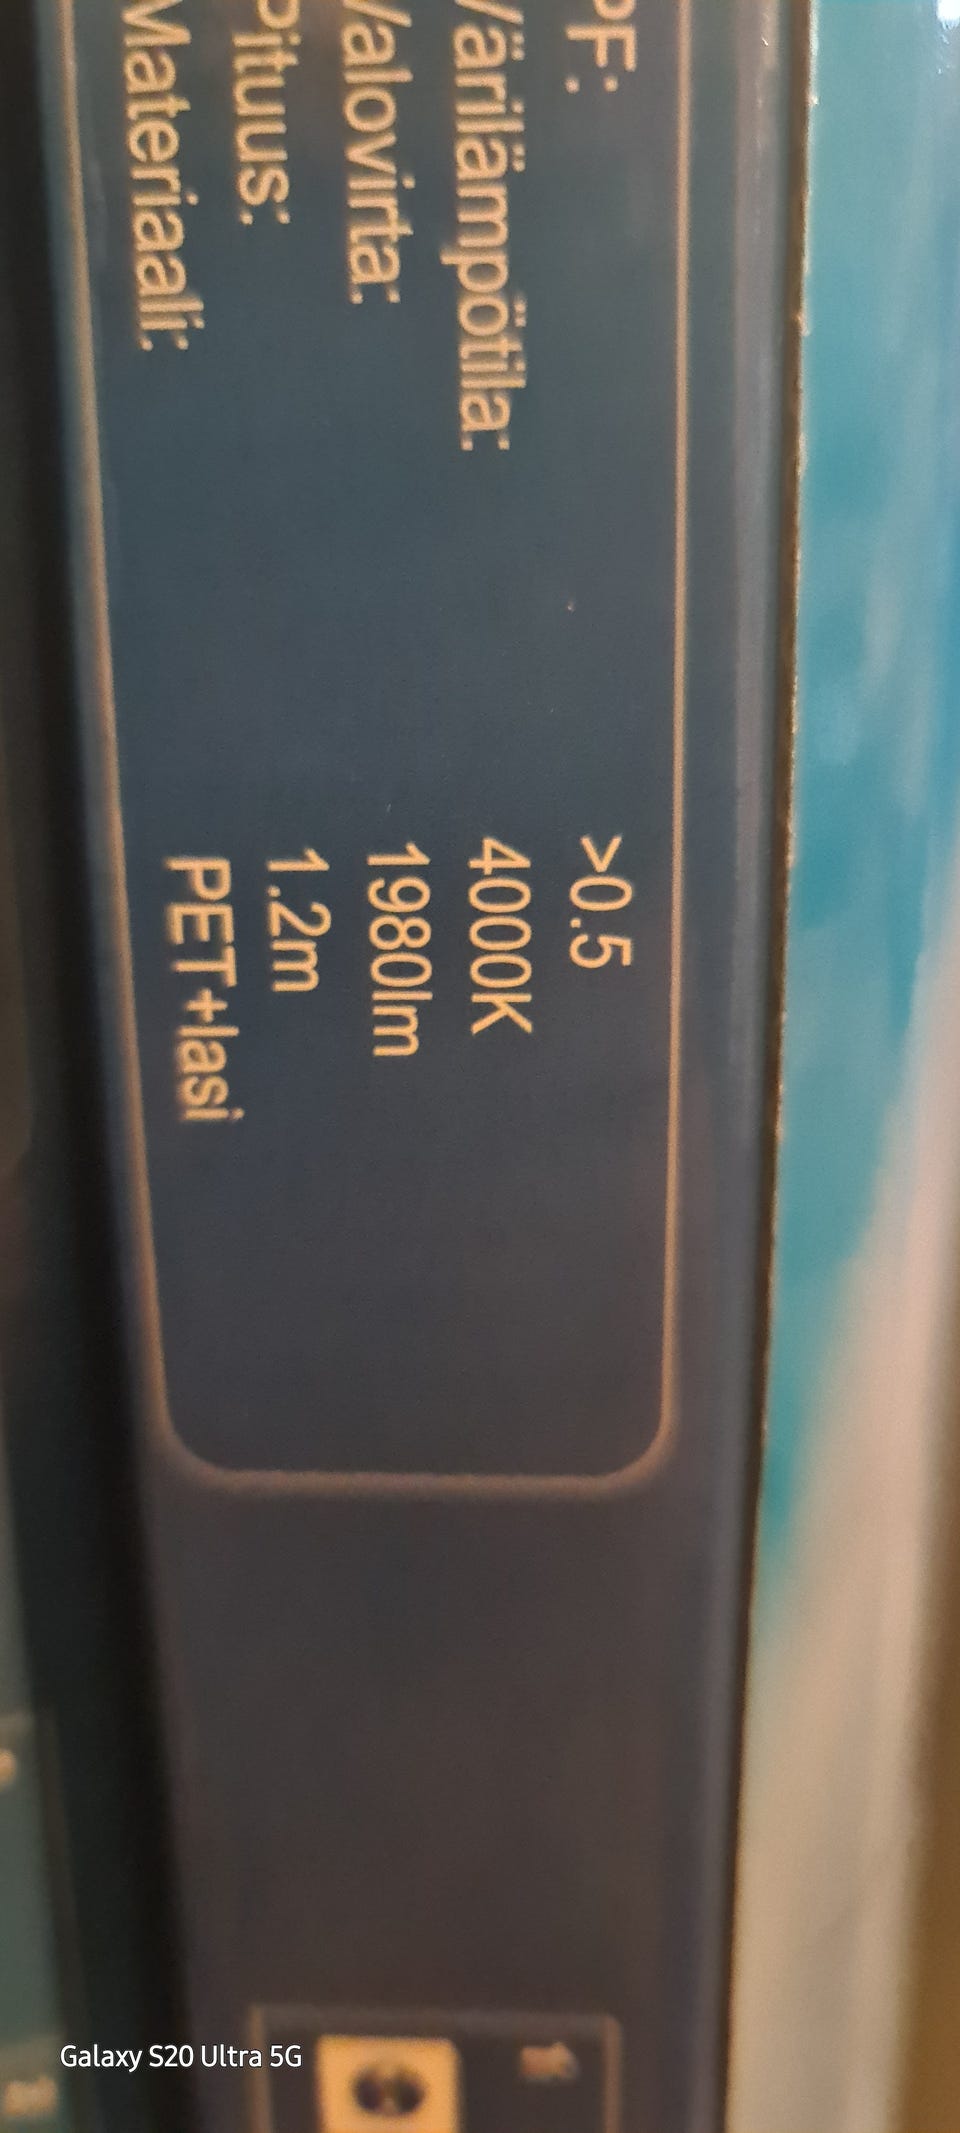 PF: >0.5
Värilämpötila: 4000K
Valovirta: 1980lm
Pituus: 1.2m
Materiaali: PET+lasi
Galaxy S20 Ultra 5G